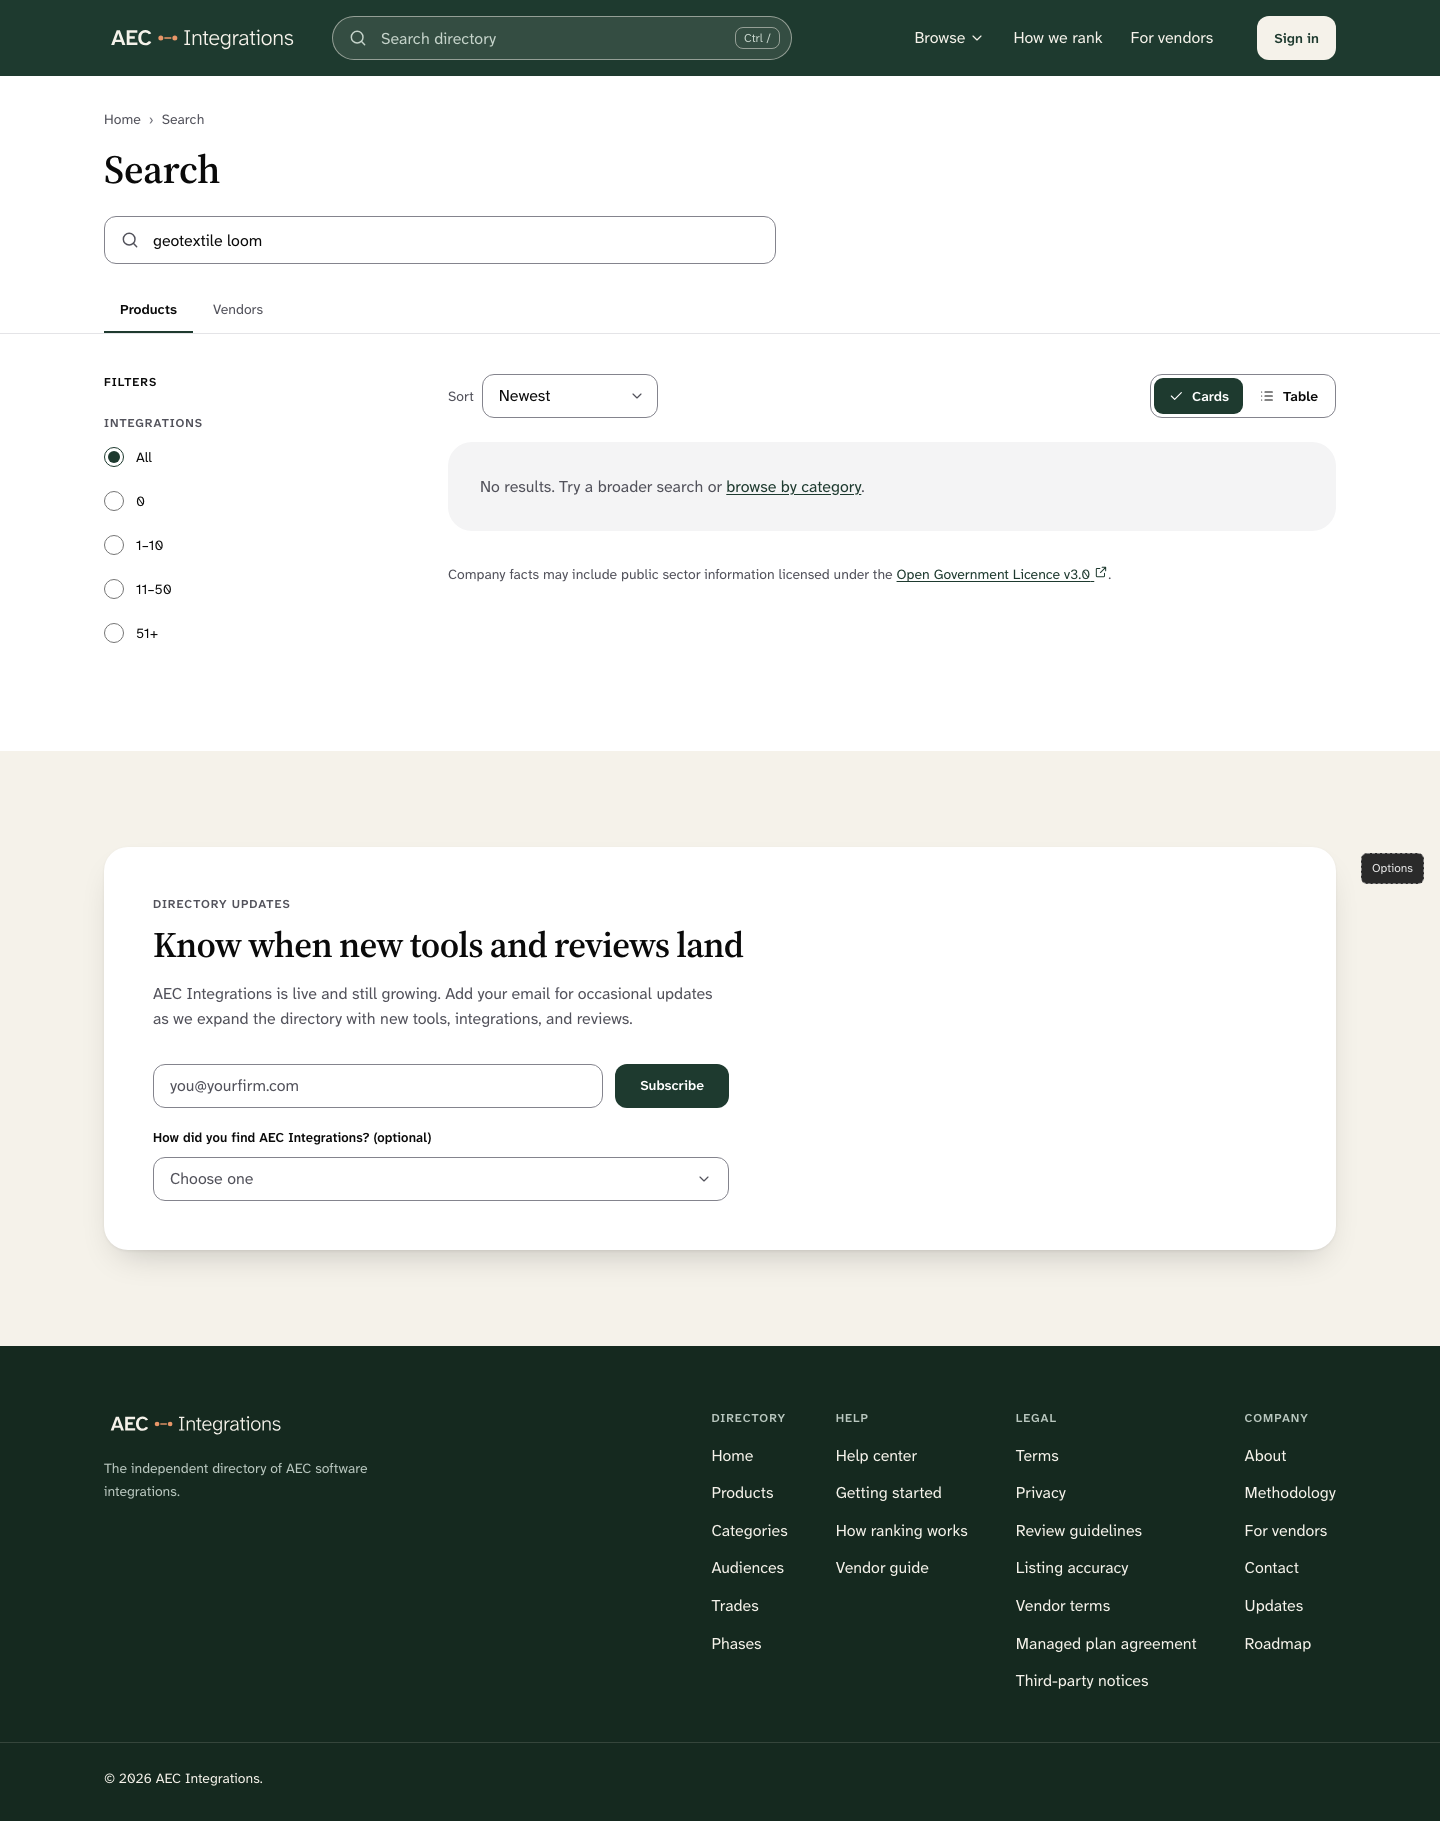 AEC Integrations
Search directory
Ctrl /
Browse
How we rank
For vendors
Sign in
Home › Search
Search
geotextile loom
Products
Vendors
FILTERS
INTEGRATIONS
All
0
1–10
11–50
51+
Sort
Newest
Cards
Table
No results. Try a broader search or browse by category.
Company facts may include public sector information licensed under the Open Government Licence v3.0.
Options
DIRECTORY UPDATES
Know when new tools and reviews land
AEC Integrations is live and still growing. Add your email for occasional updates
as we expand the directory with new tools, integrations, and reviews.
you@yourfirm.com
Subscribe
How did you find AEC Integrations? (optional)
Choose one
AEC Integrations
The independent directory of AEC software
integrations.
DIRECTORY
Home
Products
Categories
Audiences
Trades
Phases
HELP
Help center
Getting started
How ranking works
Vendor guide
LEGAL
Terms
Privacy
Review guidelines
Listing accuracy
Vendor terms
Managed plan agreement
Third-party notices
COMPANY
About
Methodology
For vendors
Contact
Updates
Roadmap
© 2026 AEC Integrations.